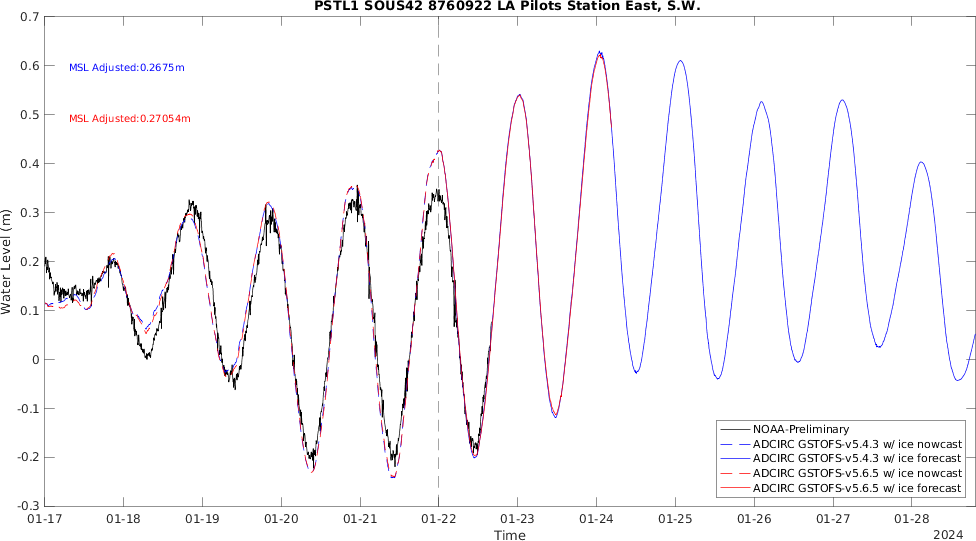 PSTL1 SOUS42 8760922 LA Pilots Station East, S.W.
0.7
0.6
0.5
0.4
0.3
0.2
0.1
0
-0.1
-0.2
-0.3
Water Level (m)
MSL Adjusted:0.2675m
MSL Adjusted:0.27054m
NOAA-Preliminary
ADCIRC GSTOFS-v5.4.3 w/ ice nowcast
ADCIRC GSTOFS-v5.4.3 w/ ice forecast
ADCIRC GSTOFS-v5.6.5 w/ ice nowcast
ADCIRC GSTOFS-v5.6.5 w/ ice forecast
01-17 01-18 01-19 01-20 01-21 01-22 01-23 01-24 01-25 01-26 01-27 01-28
Time
2024